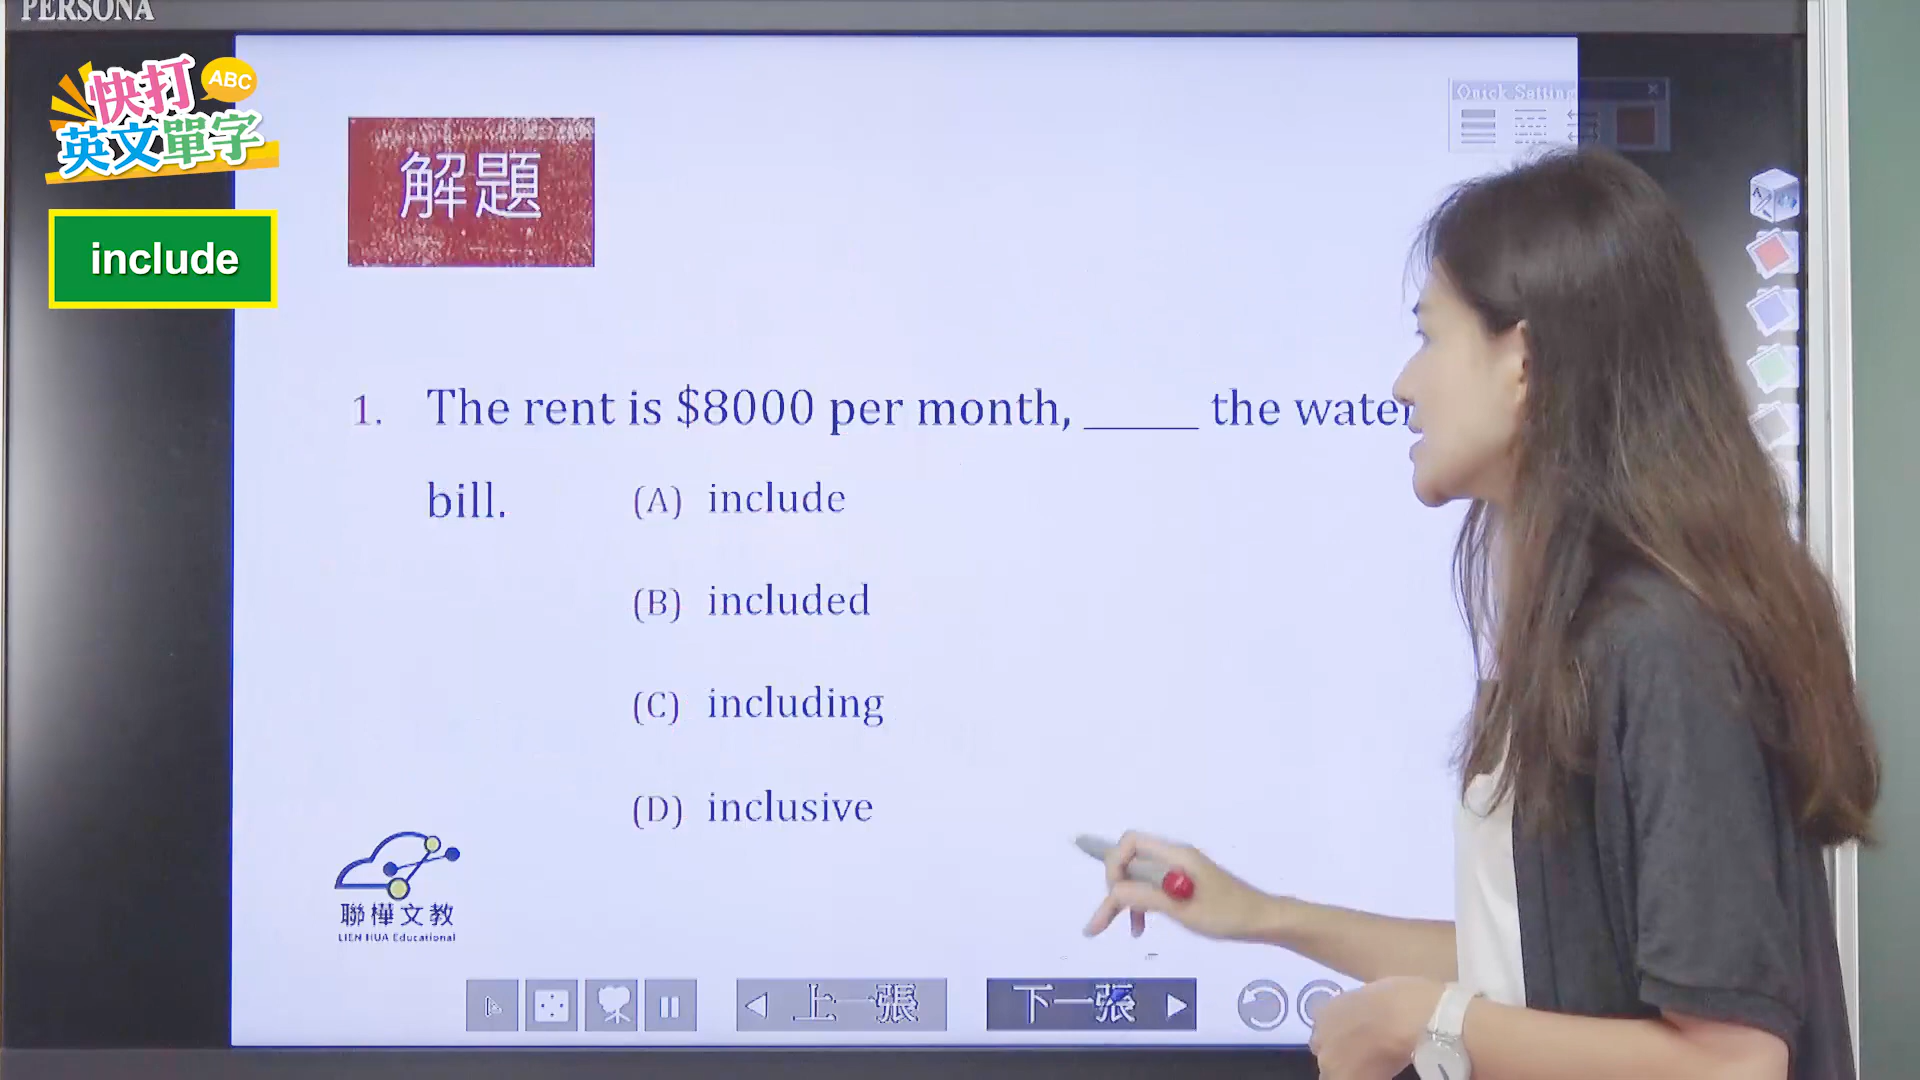 PERSONA
快打
ABC
英文單字
include
解題
Quick Setting
1. The rent is $8000 per month, _____ the water
bill.
(A) include
(B) included
(C) including
(D) inclusive
聯樺文教
LIEN HUA Educational
上一張
下一張